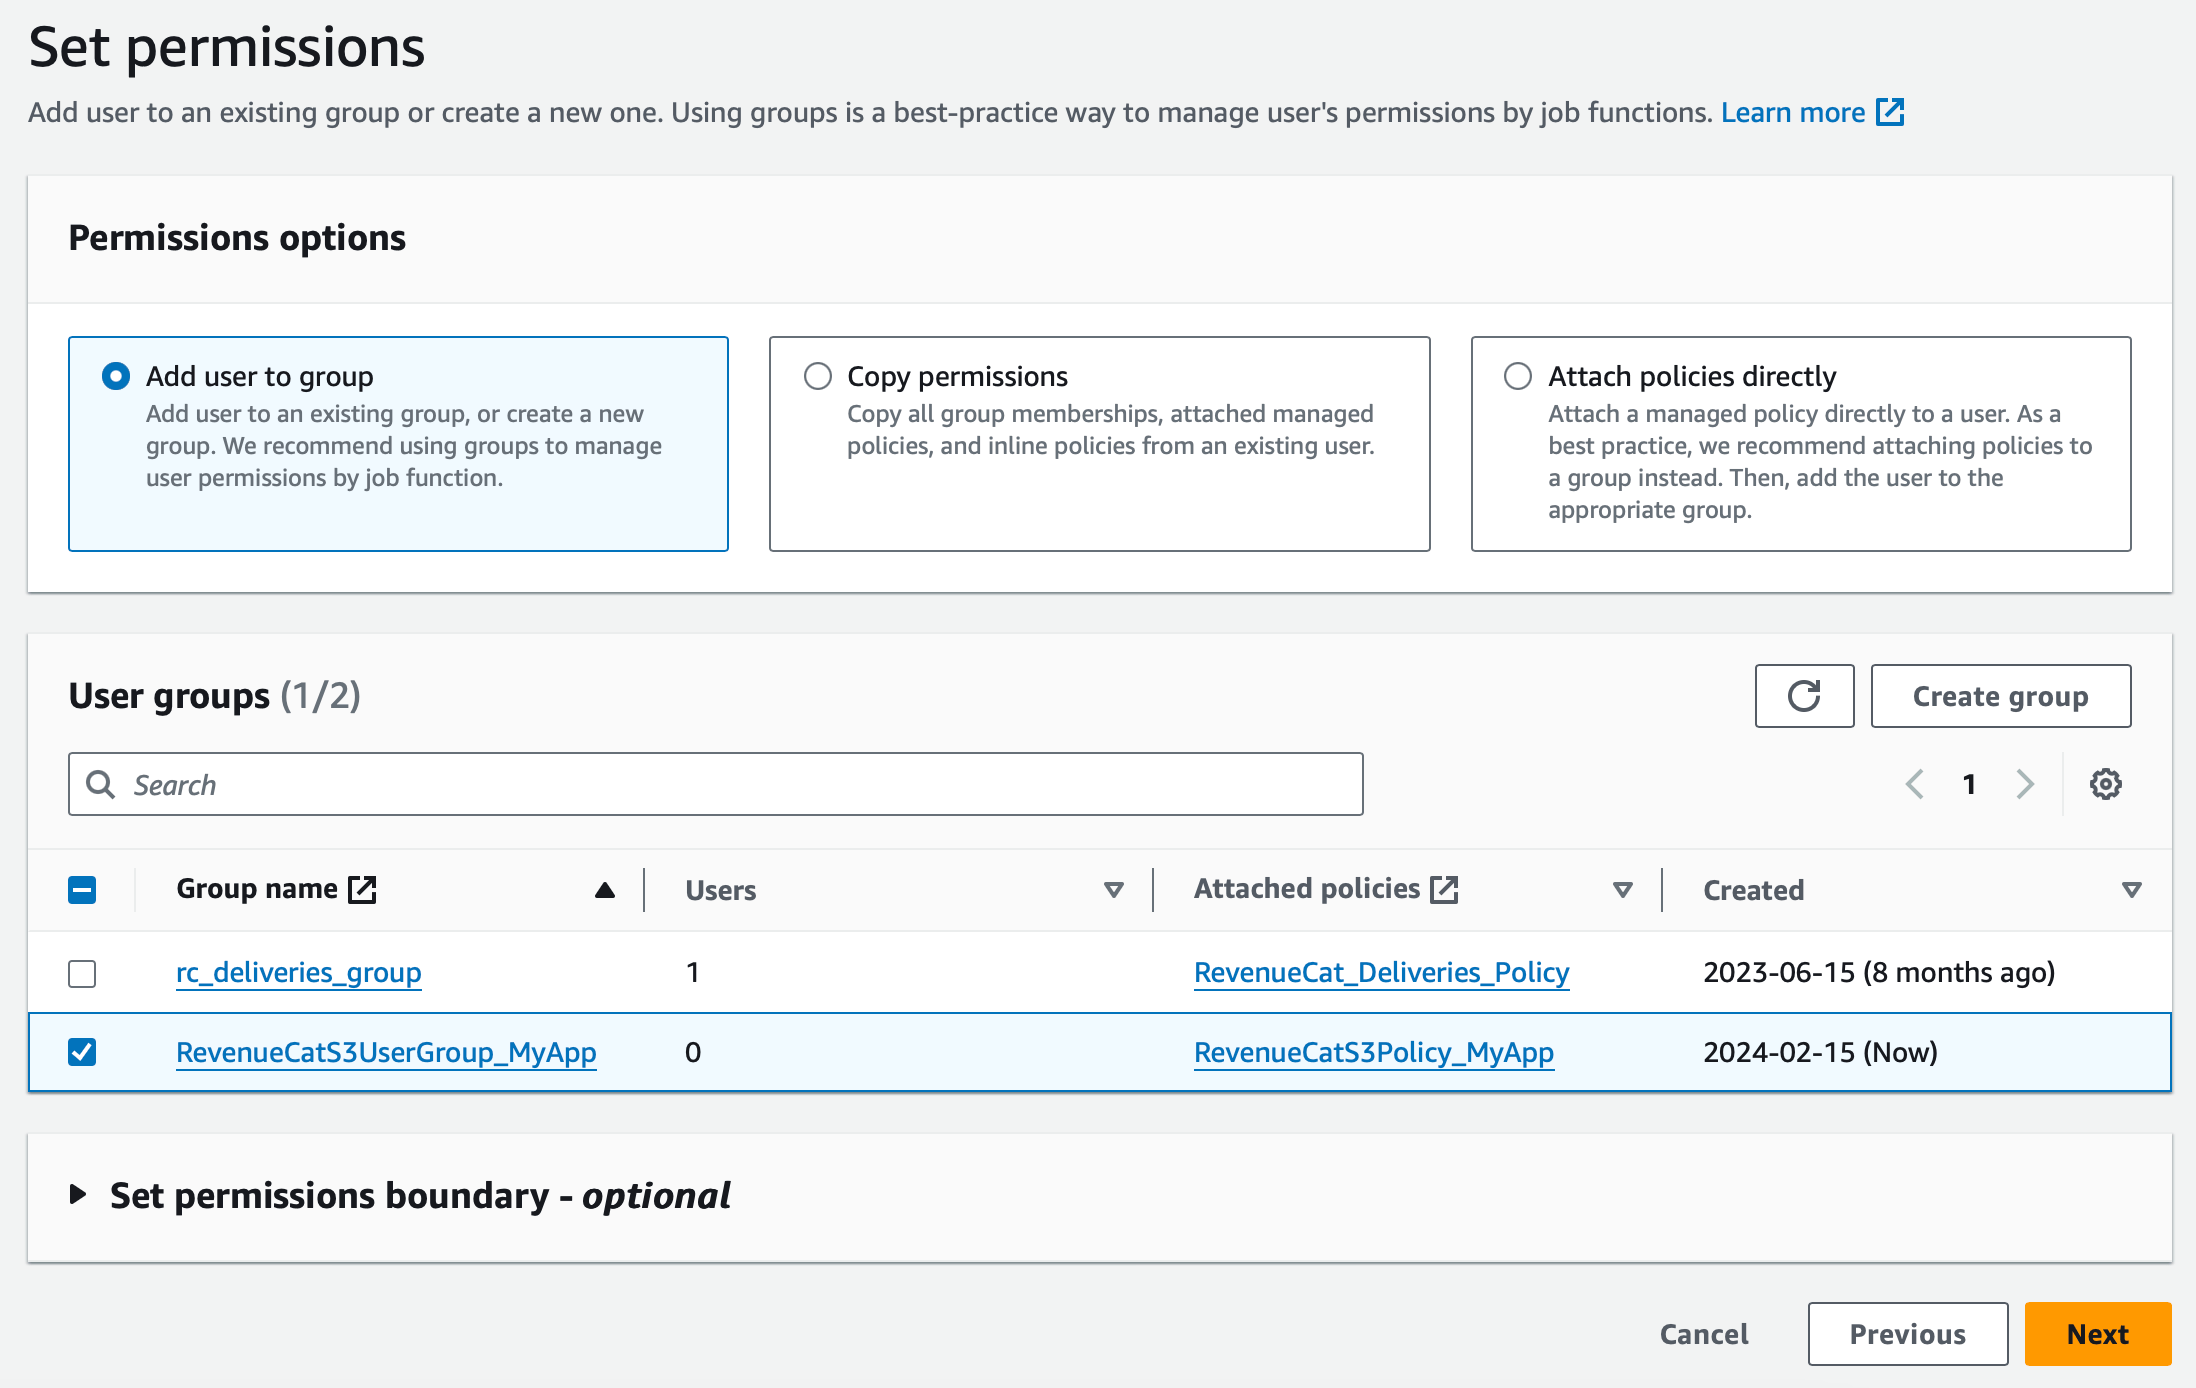 Set permissions
Add user to an existing group or create a new one. Using groups is a best-practice way to manage user's permissions by job functions. Learn more
Permissions options
Add user to group
Add user to an existing group, or create a new
group. We recommend using groups to manage
user permissions by job function.
Copy permissions
Copy all group memberships, attached managed
policies, and inline policies from an existing user.
Attach policies directly
Attach a managed policy directly to a user. As a
best practice, we recommend attaching policies to
a group instead. Then, add the user to the
appropriate group.
User groups (1/2)
Create group
Search
1
Group name Users Attached policies Created
rc_deliveries_group 1 RevenueCat_Deliveries_Policy 2023-06-15 (8 months ago)
RevenueCatS3UserGroup_MyApp 0 RevenueCatS3Policy_MyApp 2024-02-15 (Now)
Set permissions boundary - optional
Cancel Previous Next